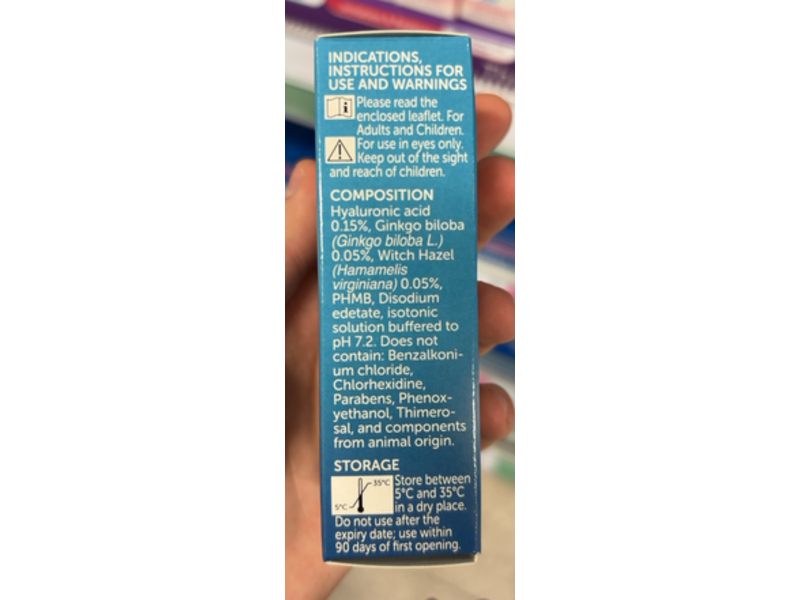 INDICATIONS,
INSTRUCTIONS FOR
USE AND WARNINGS
Please read the
enclosed leaflet. For
Adults and Children.
For use in eyes only.
Keep out of the sight
and reach of children.
COMPOSITION
Hyaluronic acid
0.15%, Ginkgo biloba
(Ginkgo biloba L.)
0.05%, Witch Hazel
(Hamamelis
virginiana) 0.05%,
PHMB, Disodium
edetate, isotonic
solution buffered to
pH 7.2. Does not
contain: Benzalkoni-
um chloride,
Chlorhexidine,
Parabens, Phenox-
yethanol, Thimero-
sal, and components
from animal origin.
STORAGE
35°C
5°C
Store between
5°C and 35°C
in a dry place.
Do not use after the
expiry date; use within
90 days of first opening.